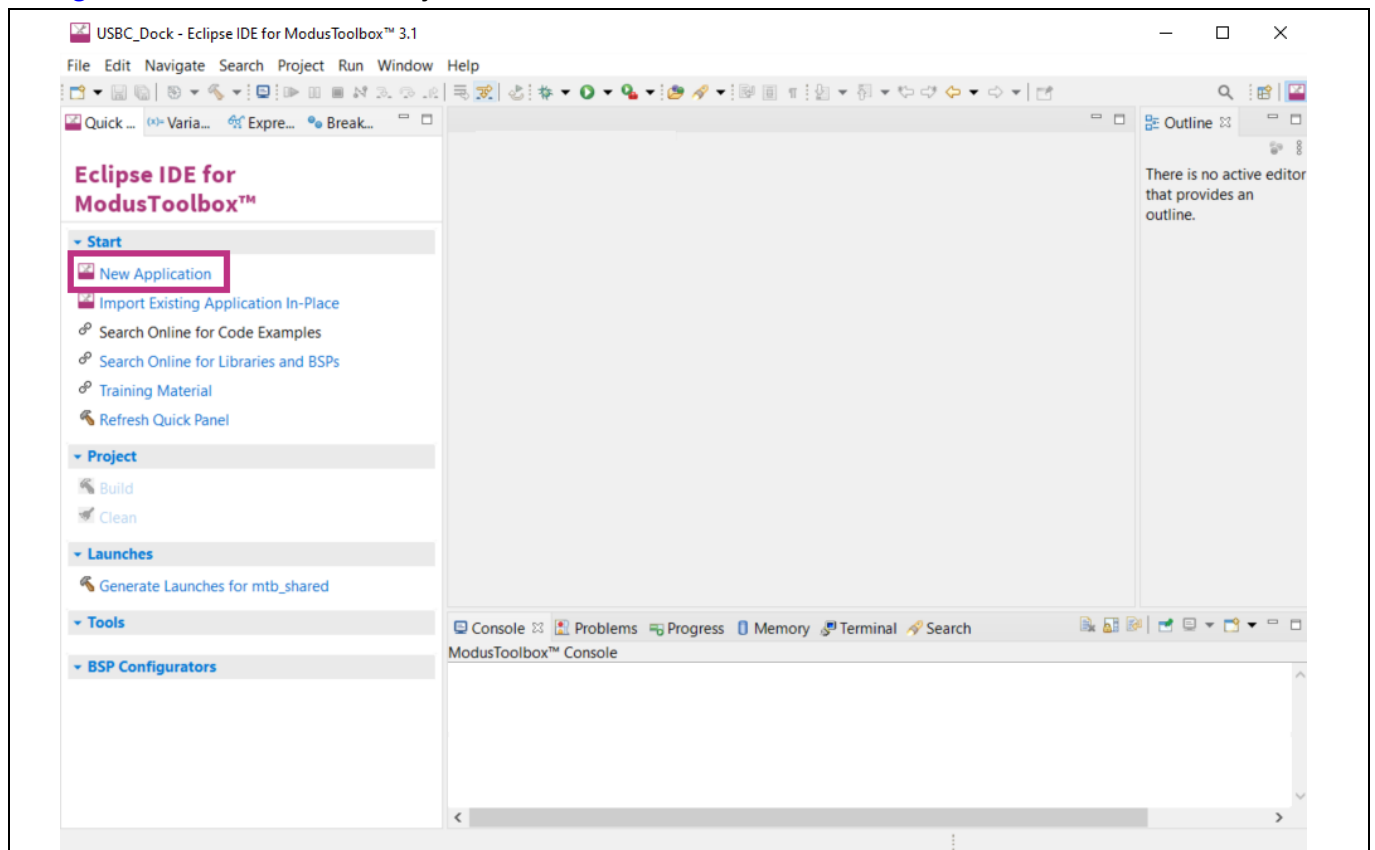 USBC_Dock - Eclipse IDE for ModusToolbox™ 3.1
File Edit Navigate Search Project Run Window Help
Quick ... Varia... Expre... Break...
Outline
Eclipse IDE for
ModusToolbox™
There is no active editor
that provides an
outline.
Start
New Application
Import Existing Application In-Place
Search Online for Code Examples
Search Online for Libraries and BSPs
Training Material
Refresh Quick Panel
Project
Build
Clean
Launches
Generate Launches for mtb_shared
Tools
BSP Configurators
Console Problems Progress Memory Terminal Search
ModusToolbox™ Console